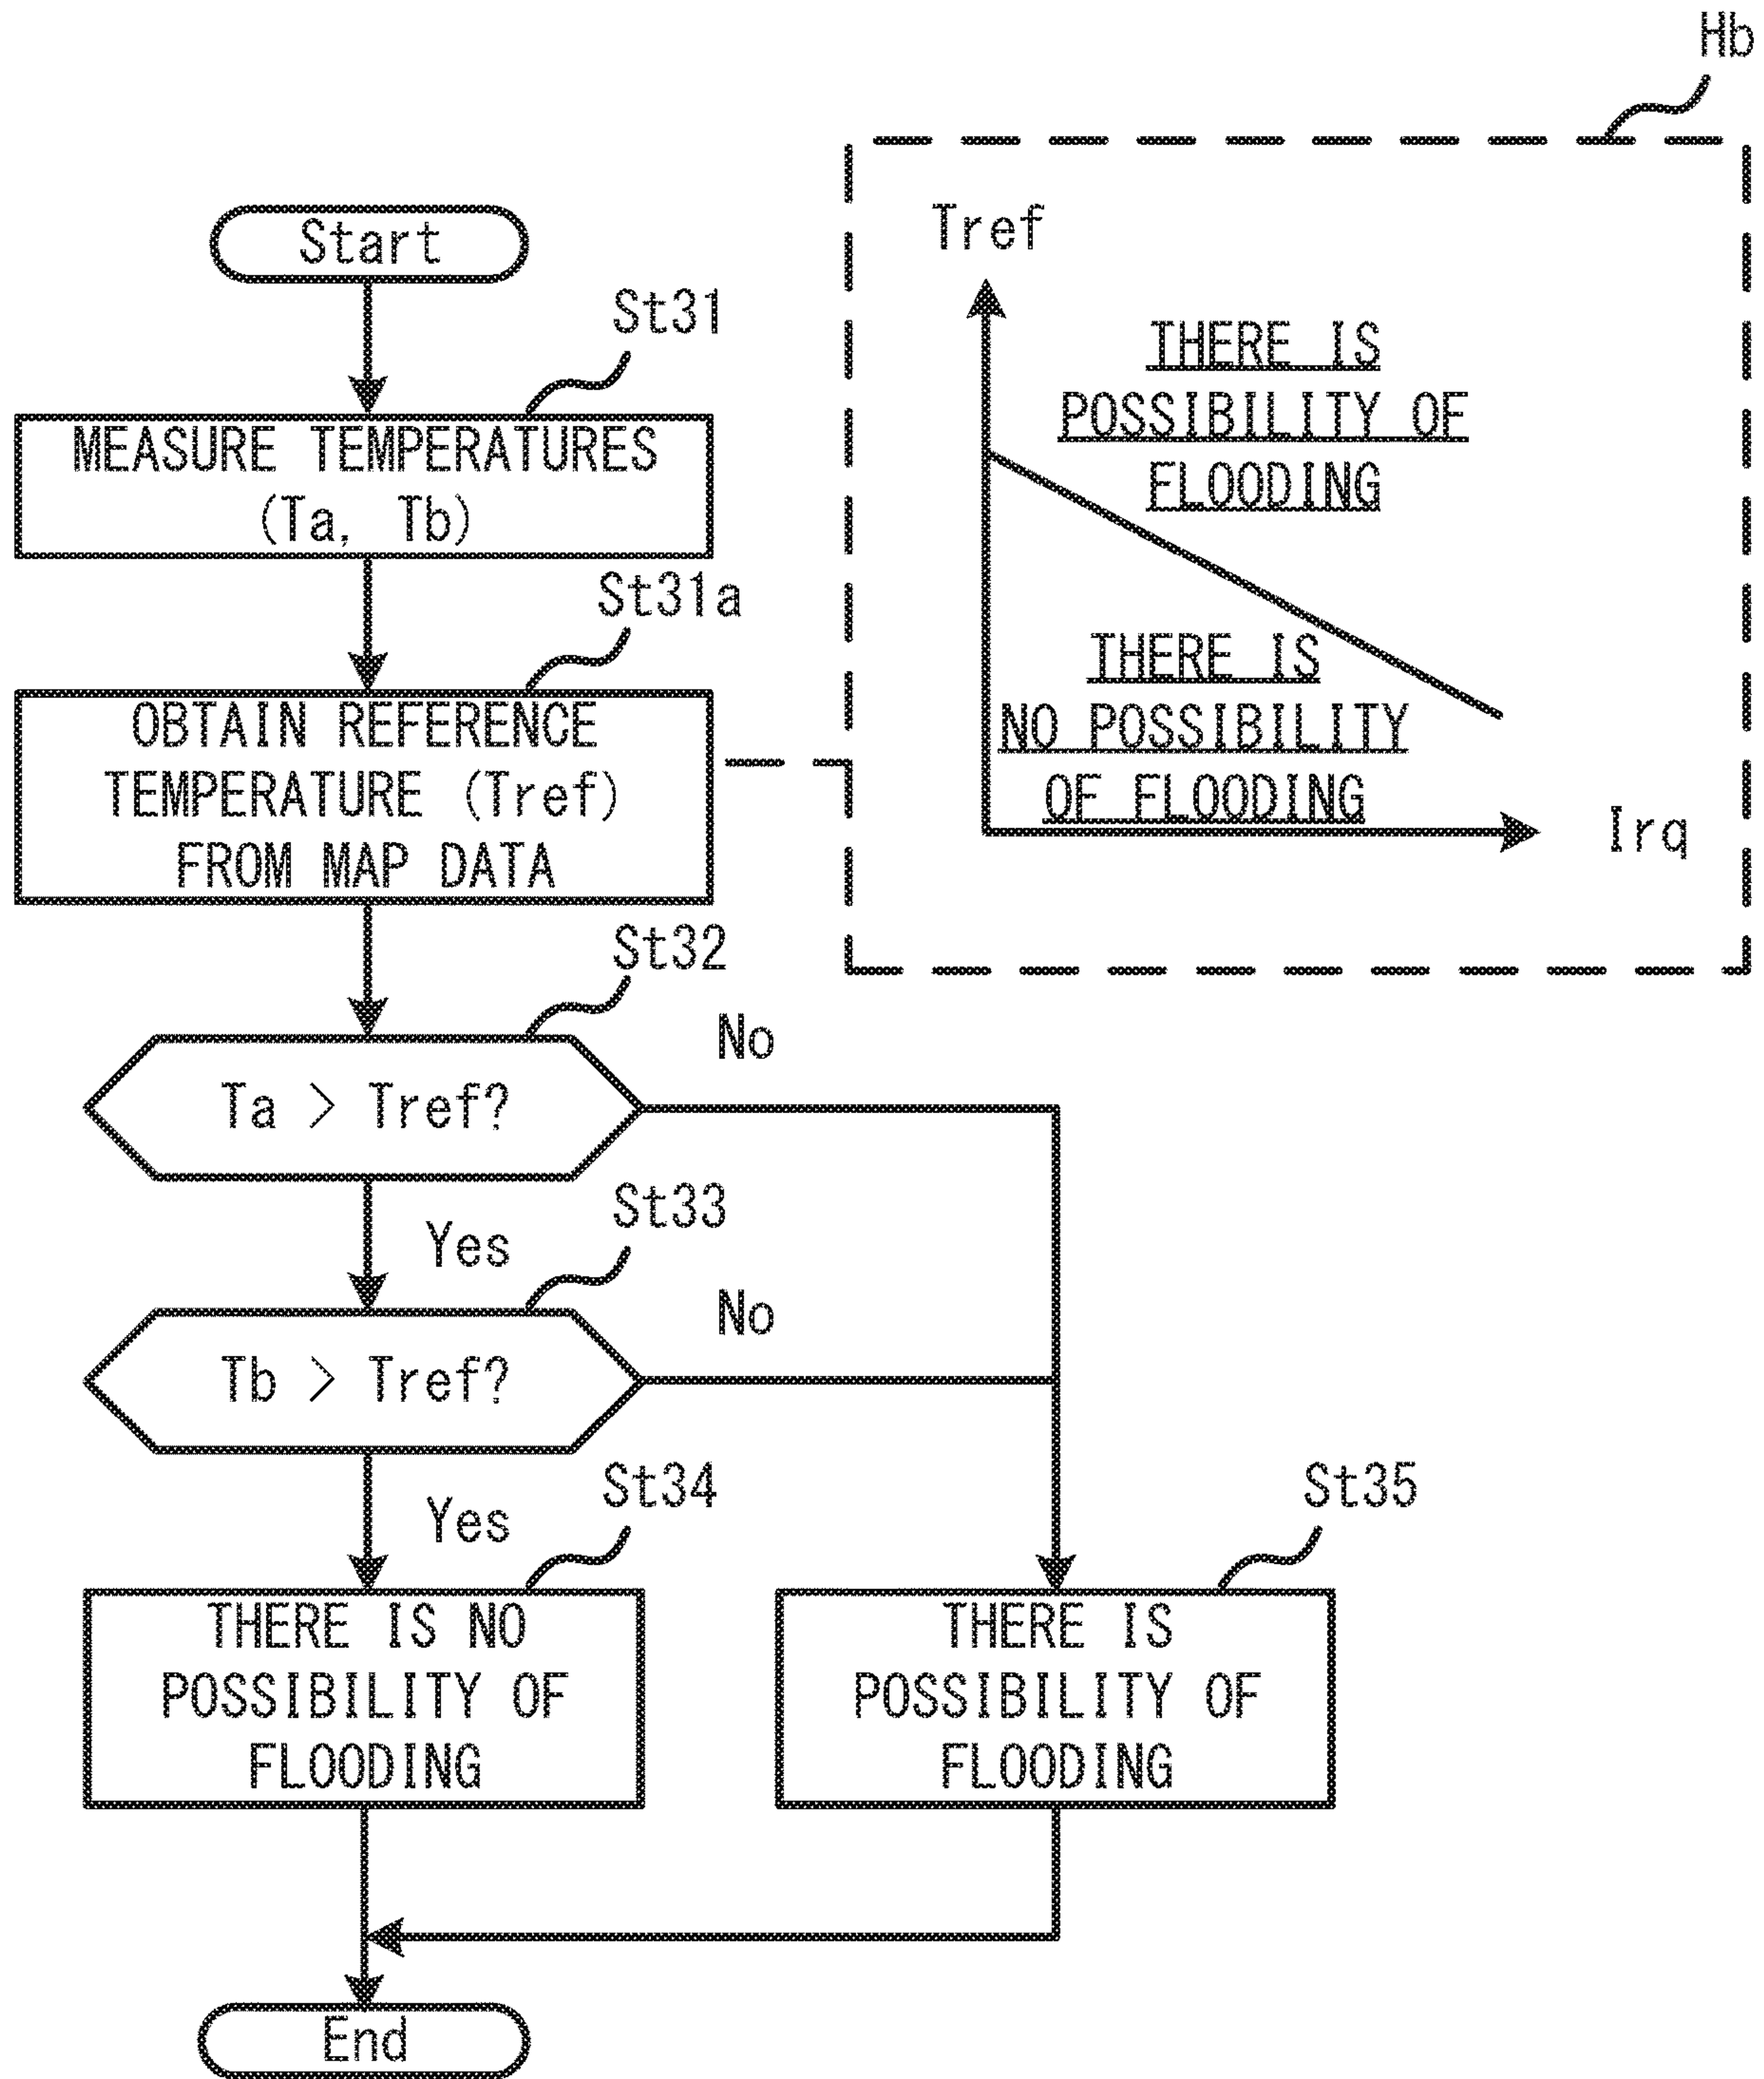 Hb
Start
St31
MEASURE TEMPERATURES
(Ta, Tb)
St31a
OBTAIN REFERENCE
TEMPERATURE (Tref)
FROM MAP DATA
Tref
THERE IS
POSSIBILITY OF
FLOODING
THERE IS
NO POSSIBILITY
OF FLOODING
Irq
St32
Ta > Tref?
No
Yes
St33
Tb > Tref?
No
Yes
St34
THERE IS NO
POSSIBILITY OF
FLOODING
St35
THERE IS
POSSIBILITY OF
FLOODING
End